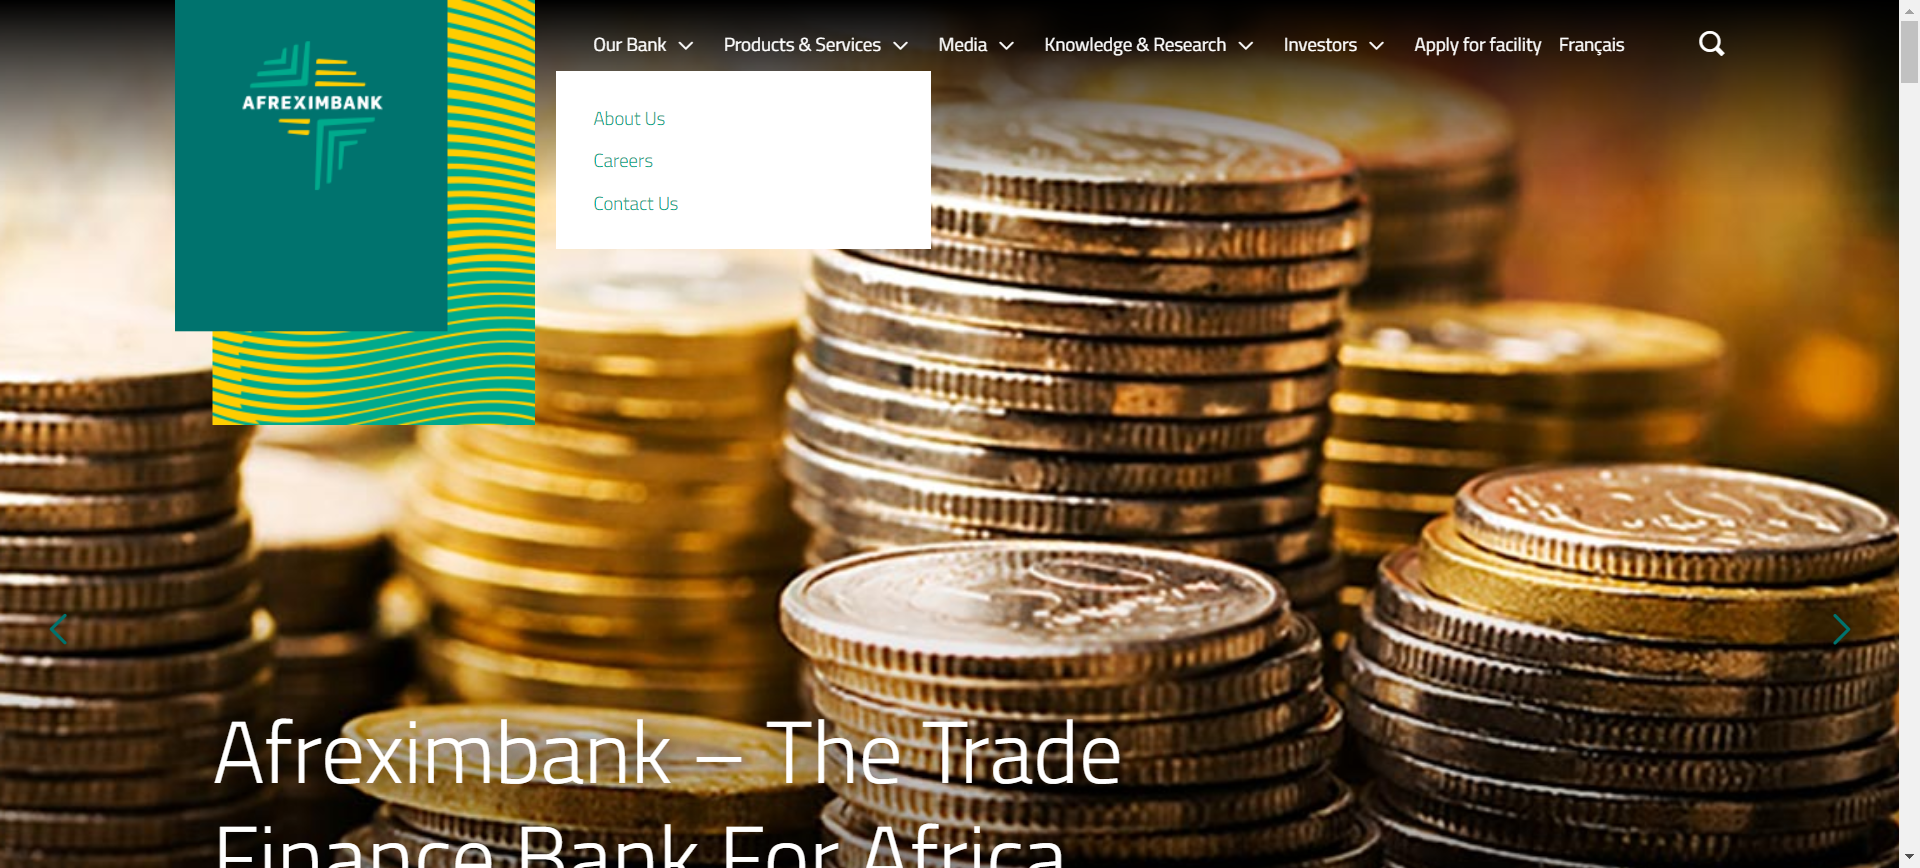 AFREXIMBANK
Our Bank
Products & Services
Media
Knowledge & Research
Investors
Apply for facility
Français
About Us
Careers
Contact Us
Afreximbank – The Trade
Finance Bank For Africa